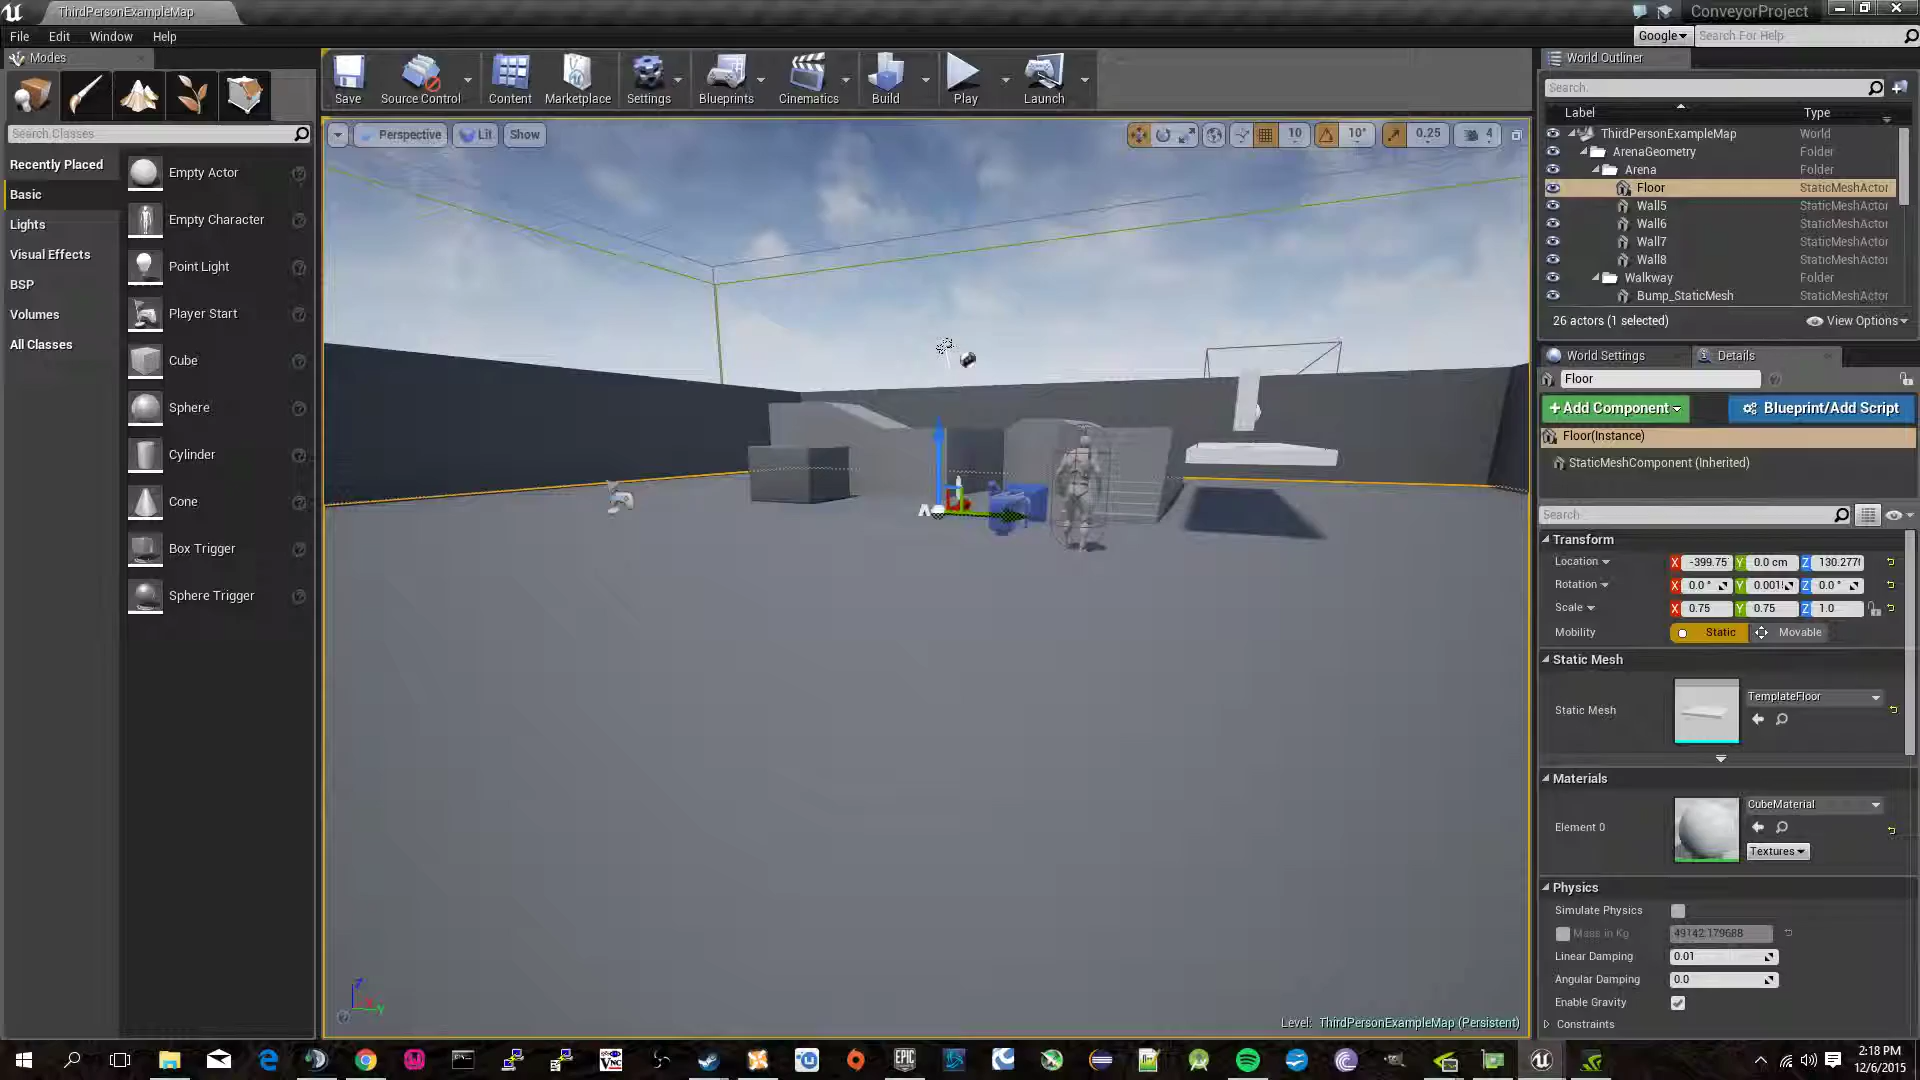 ThirdPersonExampleMap
ConveyorProject
File Edit Window Help
Google Search For Help
Modes
Save Source Control Content Marketplace Settings Blueprints Cinematics Build Play Launch
World Outliner
Search Classes
Search.
Perspective Lit Show
10 10° 0.25 4
Label Type
Recently Placed
Basic
Lights
Visual Effects
BSP
Volumes
All Classes
Empty Actor
Empty Character
Point Light
Player Start
Cube
Sphere
Cylinder
Cone
Box Trigger
Sphere Trigger
ThirdPersonExampleMap World
ArenaGeometry Folder
Arena Folder
Floor StaticMeshActor
Wall5 StaticMeshActor
Wall6 StaticMeshActor
Wall7 StaticMeshActor
Wall8 StaticMeshActor
Walkway Folder
Bump_StaticMesh StaticMeshActor
26 actors (1 selected) View Options
World Settings Details
Floor
+Add Component Blueprint/Add Script
Floor(Instance)
StaticMeshComponent (Inherited)
Search
Transform
Location X -399.75 Y 0.0 cm Z 130.277
Rotation X 0.0 ° Y 0.001 Z 0.0 °
Scale X 0.75 Y 0.75 Z 1.0
Mobility Static Movable
Static Mesh
Static Mesh TemplateFloor
Materials
Element 0 CubeMaterial
Textures
Physics
Simulate Physics
Mass in Kg 49142.179688
Linear Damping 0.01
Angular Damping 0.0
Enable Gravity
Constraints
Level: ThirdPersonExampleMap (Persistent)
EPIC
2:18 PM
12/6/2015